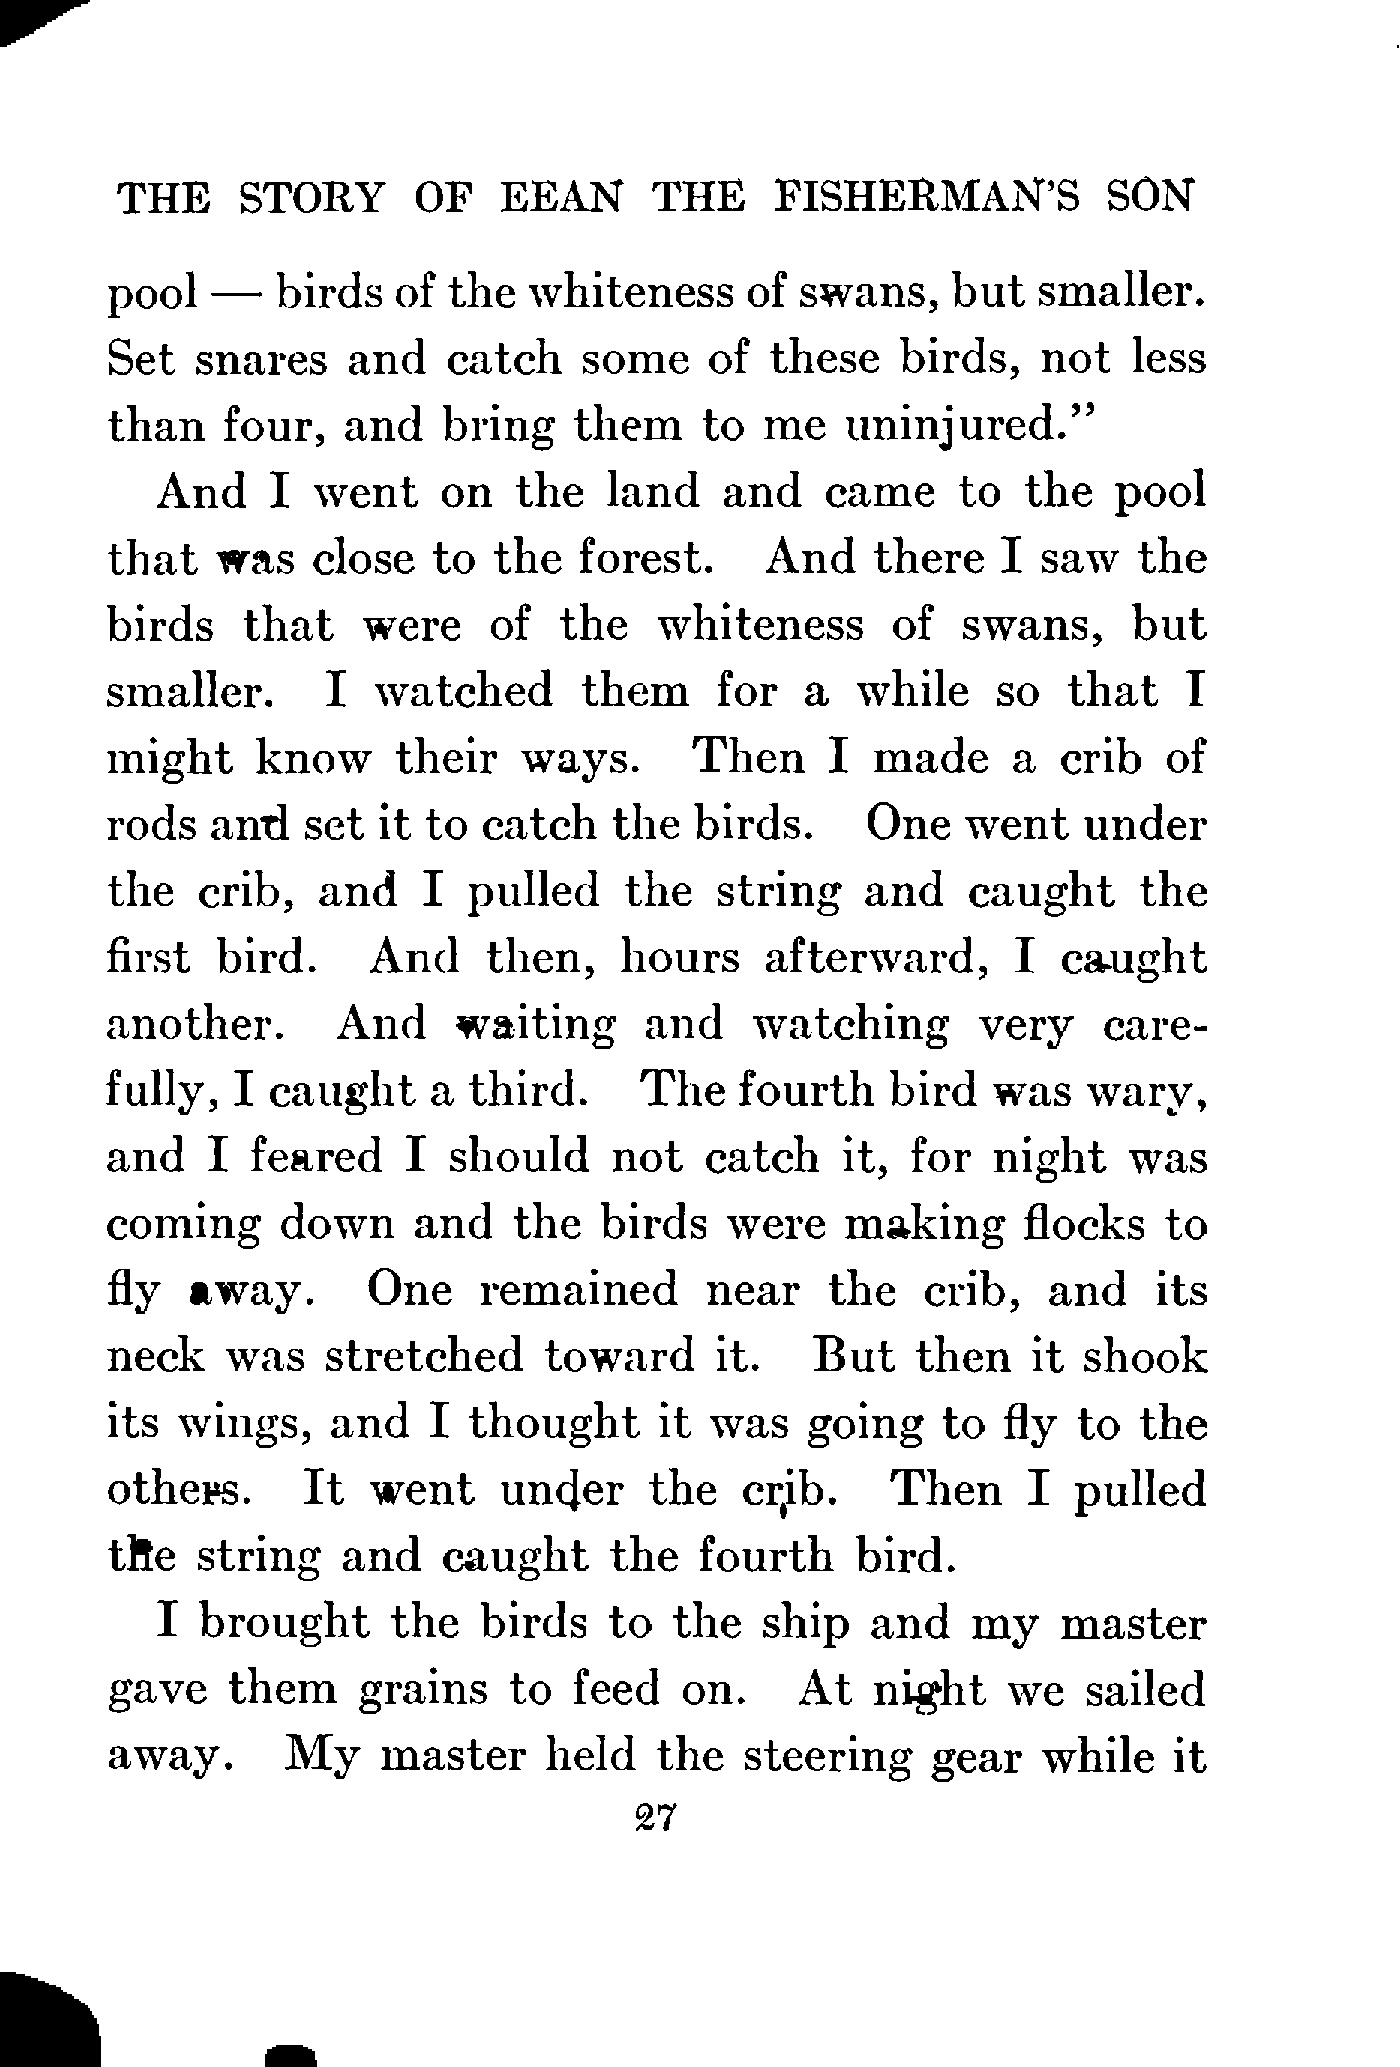 THE STORY OF EEAN THE FISHERMAN'S SON
pool — birds of the whiteness of swans, but smaller.
Set snares and catch some of these birds, not less
than four, and bring them to me uninjured.”
And I went on the land and came to the pool
that was close to the forest. And there I saw the
birds that were of the whiteness of swans, but
smaller. I watched them for a while so that I
might know their ways. Then I made a crib of
rods and set it to catch the birds. One went under
the crib, and I pulled the string and caught the
first bird. And then, hours afterward, I caught
another. And waiting and watching very care-
fully, I caught a third. The fourth bird was wary,
and I feared I should not catch it, for night was
coming down and the birds were making flocks to
fly away. One remained near the crib, and its
neck was stretched toward it. But then it shook
its wings, and I thought it was going to fly to the
others. It went under the crib. Then I pulled
the string and caught the fourth bird.
I brought the birds to the ship and my master
gave them grains to feed on. At night we sailed
away. My master held the steering gear while it
27